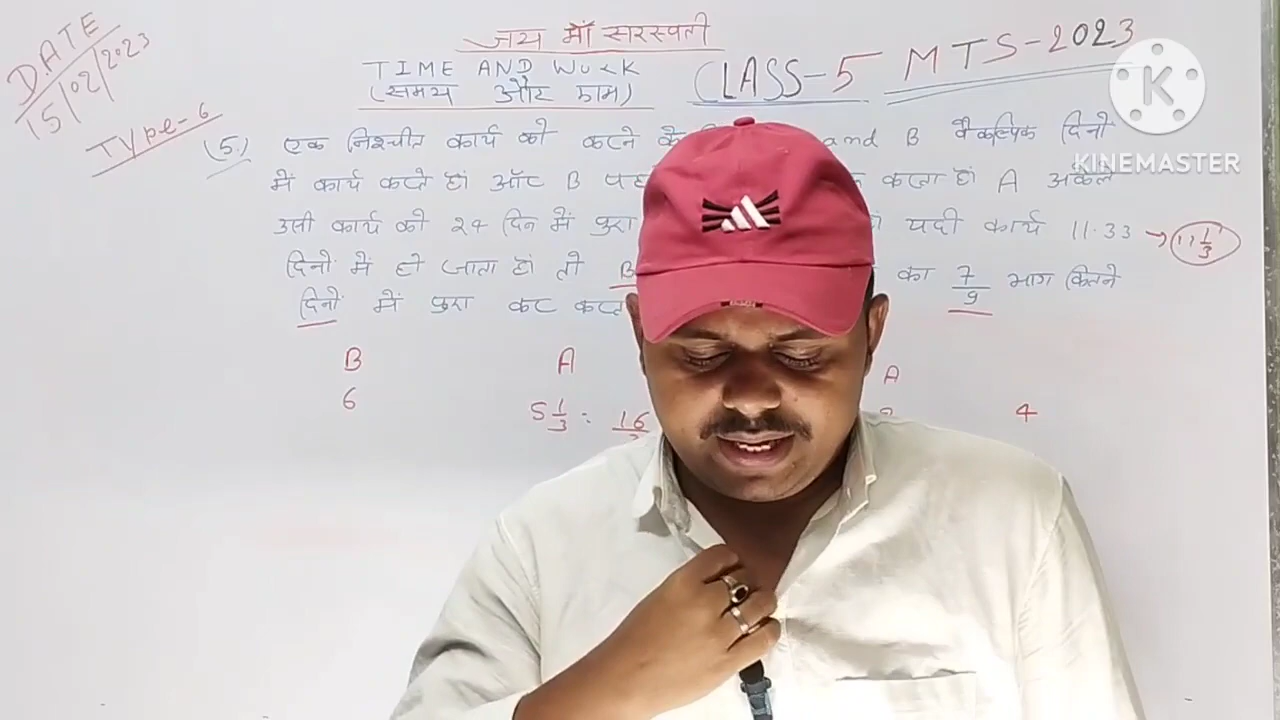 DATE
15/02/2023
TYPe-6
जय माँ सरस्वती
TIME AND WORK
(समय और काम)
CLASS-5 MTS-2023
KINEMASTER
(5.) एक निश्चीत कार्य को करने के and B वैकल्पिक दिनो
में कार्य करते हां और B करता हां A अकेले
उसी कार्य को 24 दिन में पुरा यदी कार्य 11.33 → 11 1/3
दिनों में हो जाता हां तो B का 7/9 भाग कितने
दिनों में पुरा कर
B A A
6 5 1/3 = 16 4